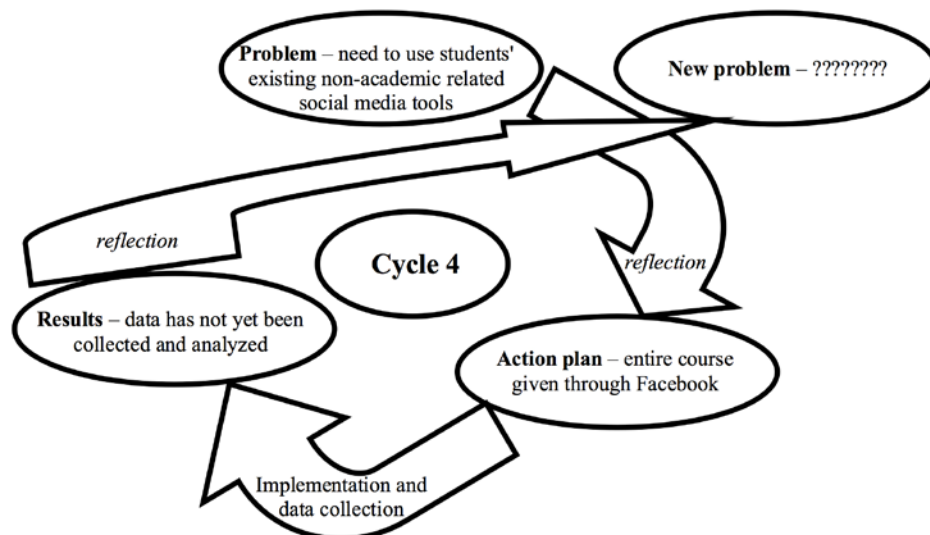 Problem – need to use students'
existing non-academic related
social media tools
New problem – ????????
reflection
Cycle 4
reflection
Results – data has not yet been
collected and analyzed
Action plan – entire course
given through Facebook
Implementation and
data collection